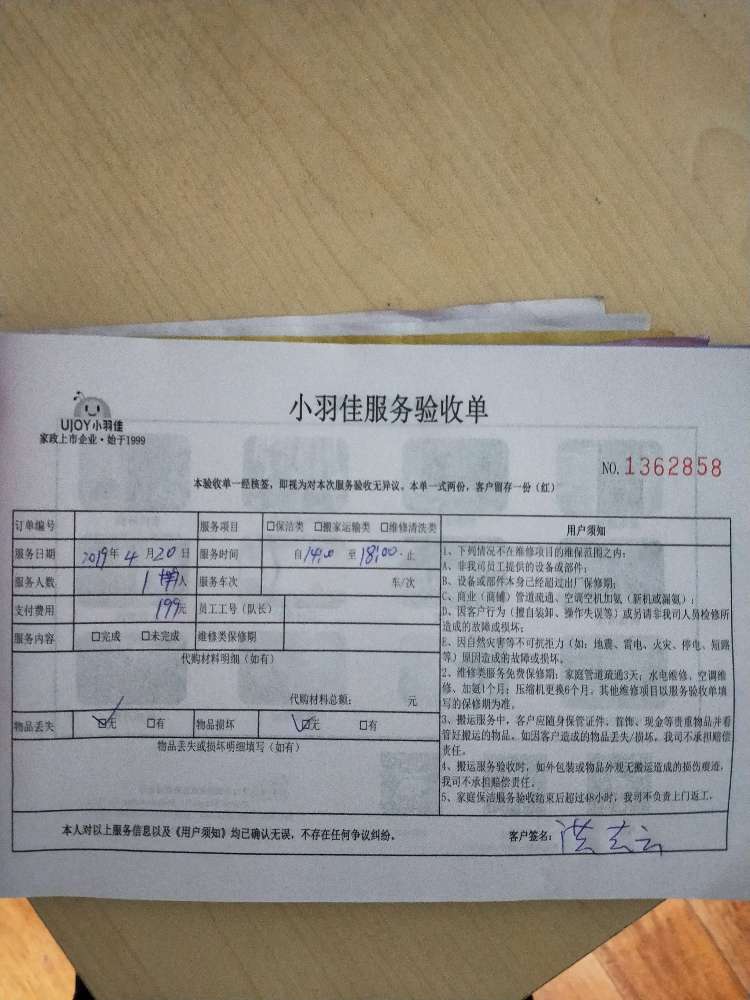 小羽佳服务验收单
UJOY小羽佳
家政上市企业·始于1999
NO.1362858
本验收单一经核签，即视为对本次服务验收无异议。本单一式两份，客户留存一份（红）
订单编号 服务项目 □保洁类 □搬家运输类 □维修清洗类
服务日期 2019年4月20日 服务时间 自14:00至18:00止
服务人数 1 人 服务车次 车/次
支付费用 199元 员工工号（队长）
服务内容 □完成 □未完成 维修类保修期
代购材料明细（如有）
代购材料总额： 元
物品丢失 ☑无 □有 物品损坏 ☑无 □有
物品丢失或损坏明细填写（如有）
用户须知
1、下列情况不在维修项目的维保范围之内：
A、非我司员工提供的设备或部件；
B、设备或部件本身已经超过出厂保修期；
C、商业（商铺）管道疏通、空调空机加氨（新机或漏氨）；
D、因客户行为（擅自装卸、操作失误等）或另请非我司人员检修所
造成的故障或损坏；
E、因自然灾害等不可抗拒力（如：地震、雷电、火灾、停电、短路
等）原因造成的故障或损坏。
2、维修类服务免费保修期：家庭管道疏通3天；水电维修、空调维
修、加氨1个月；压缩机更换6个月。其他维修项目以服务验收单填
写的保修期为准。
3、搬运服务中，客户应随身保管证件、首饰、现金等贵重物品并看
管好搬运的物品。如因客户造成的物品丢失/损坏，我司不承担赔偿
责任。
4、搬运服务验收时，如外包装或物品外观无搬运造成的损伤痕迹，
我司不承担赔偿责任。
5、家庭保洁服务验收结束后超过48小时，我司不负责上门返工。
本人对以上服务信息以及《用户须知》均已确认无误，不存在任何争议纠纷。 客户签名：洪志云